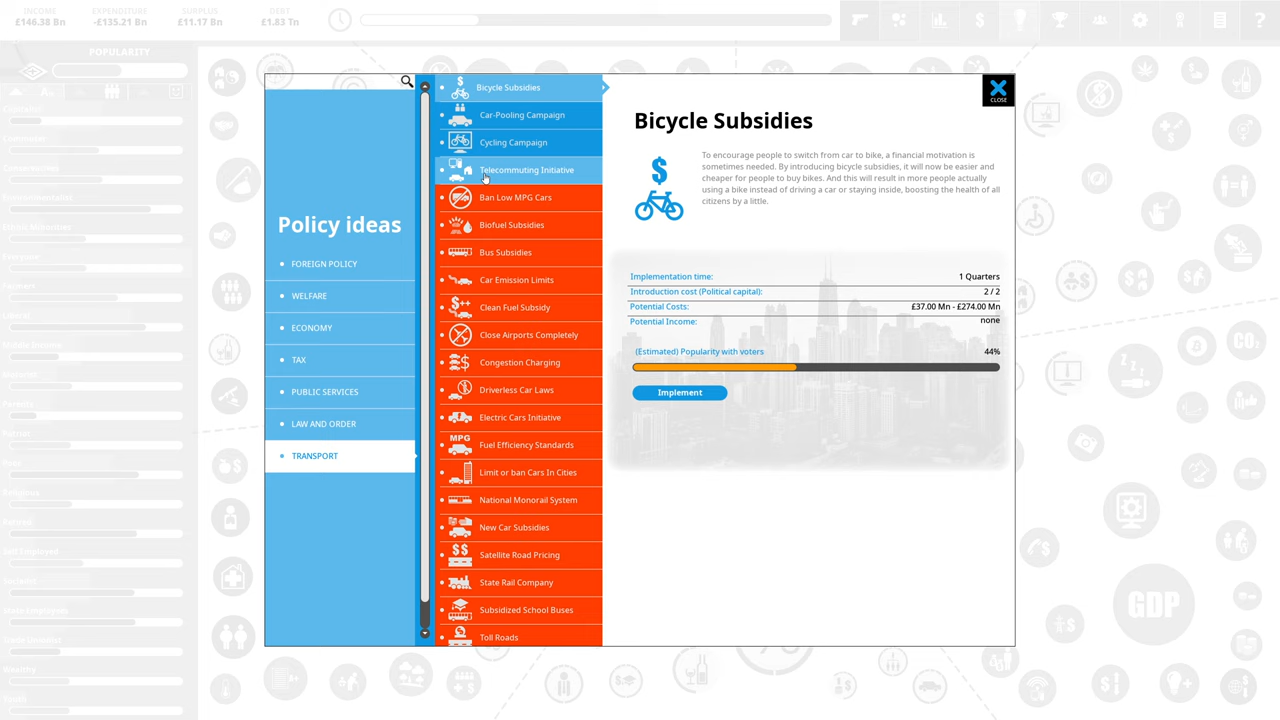 INCOME
£146.38 Bn
EXPENDITURE
-£135.21 Bn
SURPLUS
£11.17 Bn
DEBT
£1.83 Tn
POPULARITY
Policy ideas
FOREIGN POLICY
WELFARE
ECONOMY
TAX
PUBLIC SERVICES
LAW AND ORDER
TRANSPORT
Bicycle Subsidies
Car-Pooling Campaign
Cycling Campaign
Telecommuting Initiative
Ban Low MPG Cars
Biofuel Subsidies
Bus Subsidies
Car Emission Limits
Clean Fuel Subsidy
Close Airports Completely
Congestion Charging
Driverless Car Laws
Electric Cars Initiative
MPG
Fuel Efficiency Standards
Limit or ban Cars In Cities
National Monorail System
New Car Subsidies
Satellite Road Pricing
State Rail Company
Subsidized School Buses
Toll Roads
CLOSE
Bicycle Subsidies
To encourage people to switch from car to bike, a financial motivation is
sometimes needed. By introducing bicycle subsidies, it will now be easier and
cheaper for people to buy bikes. And this will result in more people actually
using a bike instead of driving a car or staying inside, boosting the health of all
citizens by a little.
Implementation time: 1 Quarters
Introduction cost (Political capital): 2 / 2
Potential Costs: £37.00 Mn - £274.00 Mn
Potential Income: none
(Estimated) Popularity with voters 44%
Implement
GDP